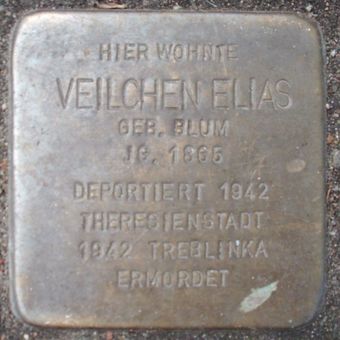 HIER WOHNTE
VEILCHEN ELIAS
GEB. BLUM
JG. 1865
DEPORTIERT 1942
THERESIENSTADT
1942 TREBLINKA
ERMORDET